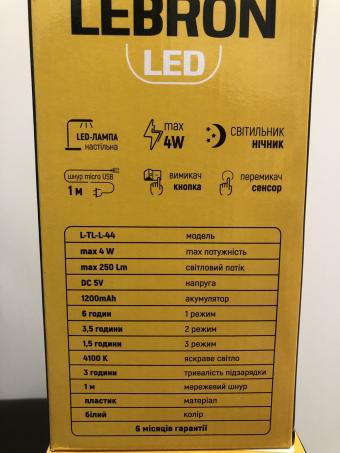 LEBRON
LED
LED-ЛАМПА
настільна
max
4W
СВІТИЛЬНИК
НІЧНИК
шнур micro USB
1 м
вимикач
кнопка
перемикач
сенсор
L-TL-L-44 модель
max 4 W max потужність
max 250 Lm світловий потік
DC 5V напруга
1200mAh акумулятор
6 годин 1 режим
3,5 години 2 режим
1,5 години 3 режим
4100 K яскраве світло
3 години тривалість підзарядки
1 м мережевий шнур
пластик матеріал
білий колір
6 місяців гарантії